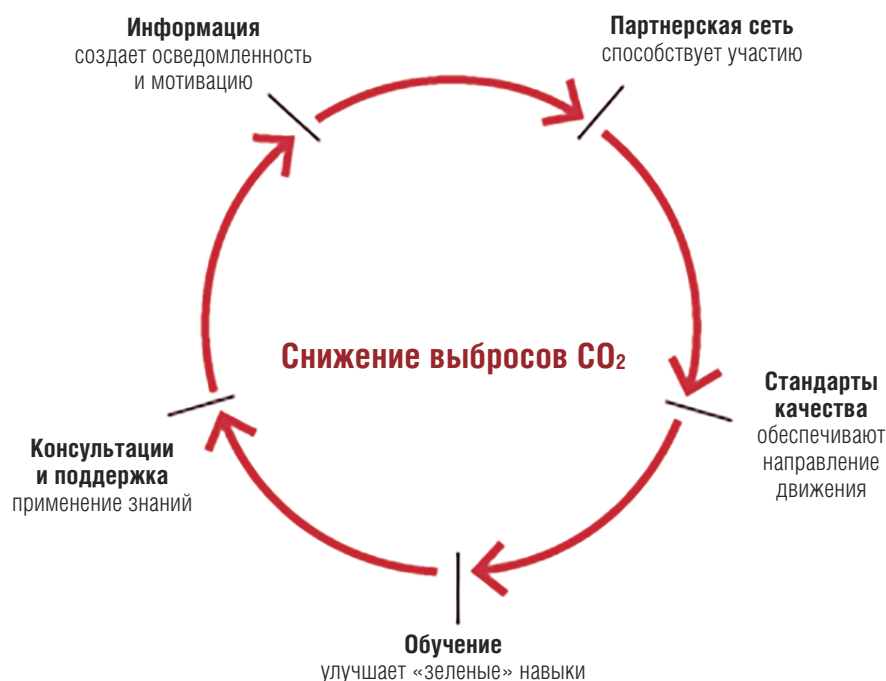 Информация
создает осведомленность
и мотивацию
Партнерская сеть
способствует участию
Снижение выбросов CO₂
Стандарты
качества
обеспечивают
направление
движения
Консультации
и поддержка
применение знаний
Обучение
улучшает «зеленые» навыки